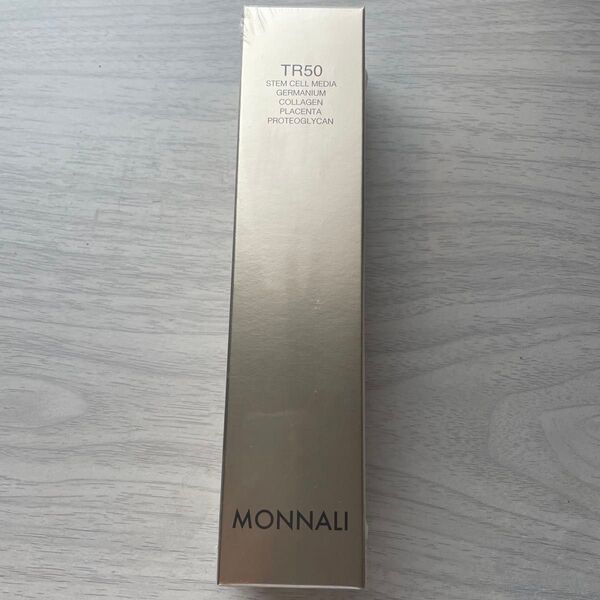 TR50
STEM CELL MEDIA
GERMANIUM
COLLAGEN
PLACENTA
PROTEOGLYCAN
MONNALI